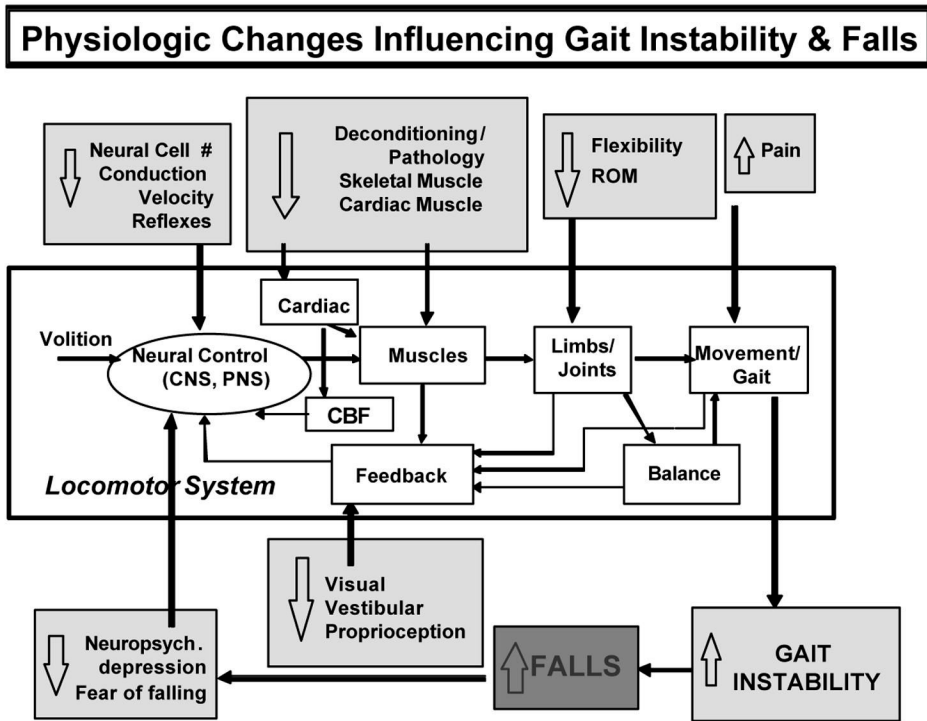 Physiologic Changes Influencing Gait Instability & Falls
Neural Cell #
Conduction
Velocity
Reflexes
Deconditioning/
Pathology
Skeletal Muscle
Cardiac Muscle
Flexibility
ROM
Pain
Volition
Neural Control
(CNS, PNS)
Cardiac
CBF
Muscles
Limbs/
Joints
Movement/
Gait
Feedback
Balance
Locomotor System
Visual
Vestibular
Proprioception
Neuropsych.
depression
Fear of falling
FALLS
GAIT
INSTABILITY